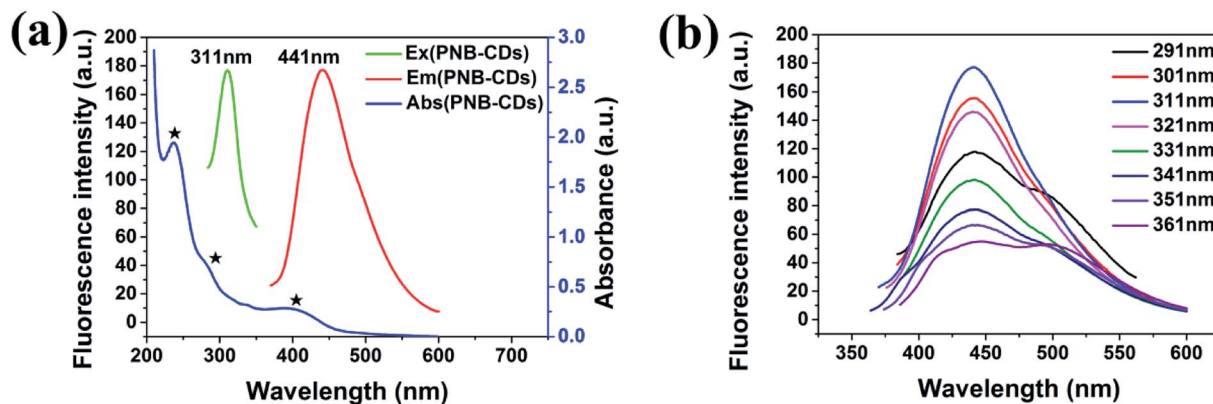 (a)
Fluorescence intensity (a.u.)
200
180
160
140
120
100
80
60
40
20
0
311nm 441nm
Ex(PNB-CDs)
Em(PNB-CDs)
Abs(PNB-CDs)
3.0
2.5
2.0
1.5
1.0
0.5
0.0
Absorbance (a.u.)
200 300 400 500 600 700
Wavelength (nm)
(b)
Fluorescence intensity (a.u.)
200
180
160
140
120
100
80
60
40
20
0
291nm
301nm
311nm
321nm
331nm
341nm
351nm
361nm
350 400 450 500 550 600
Wavelength (nm)